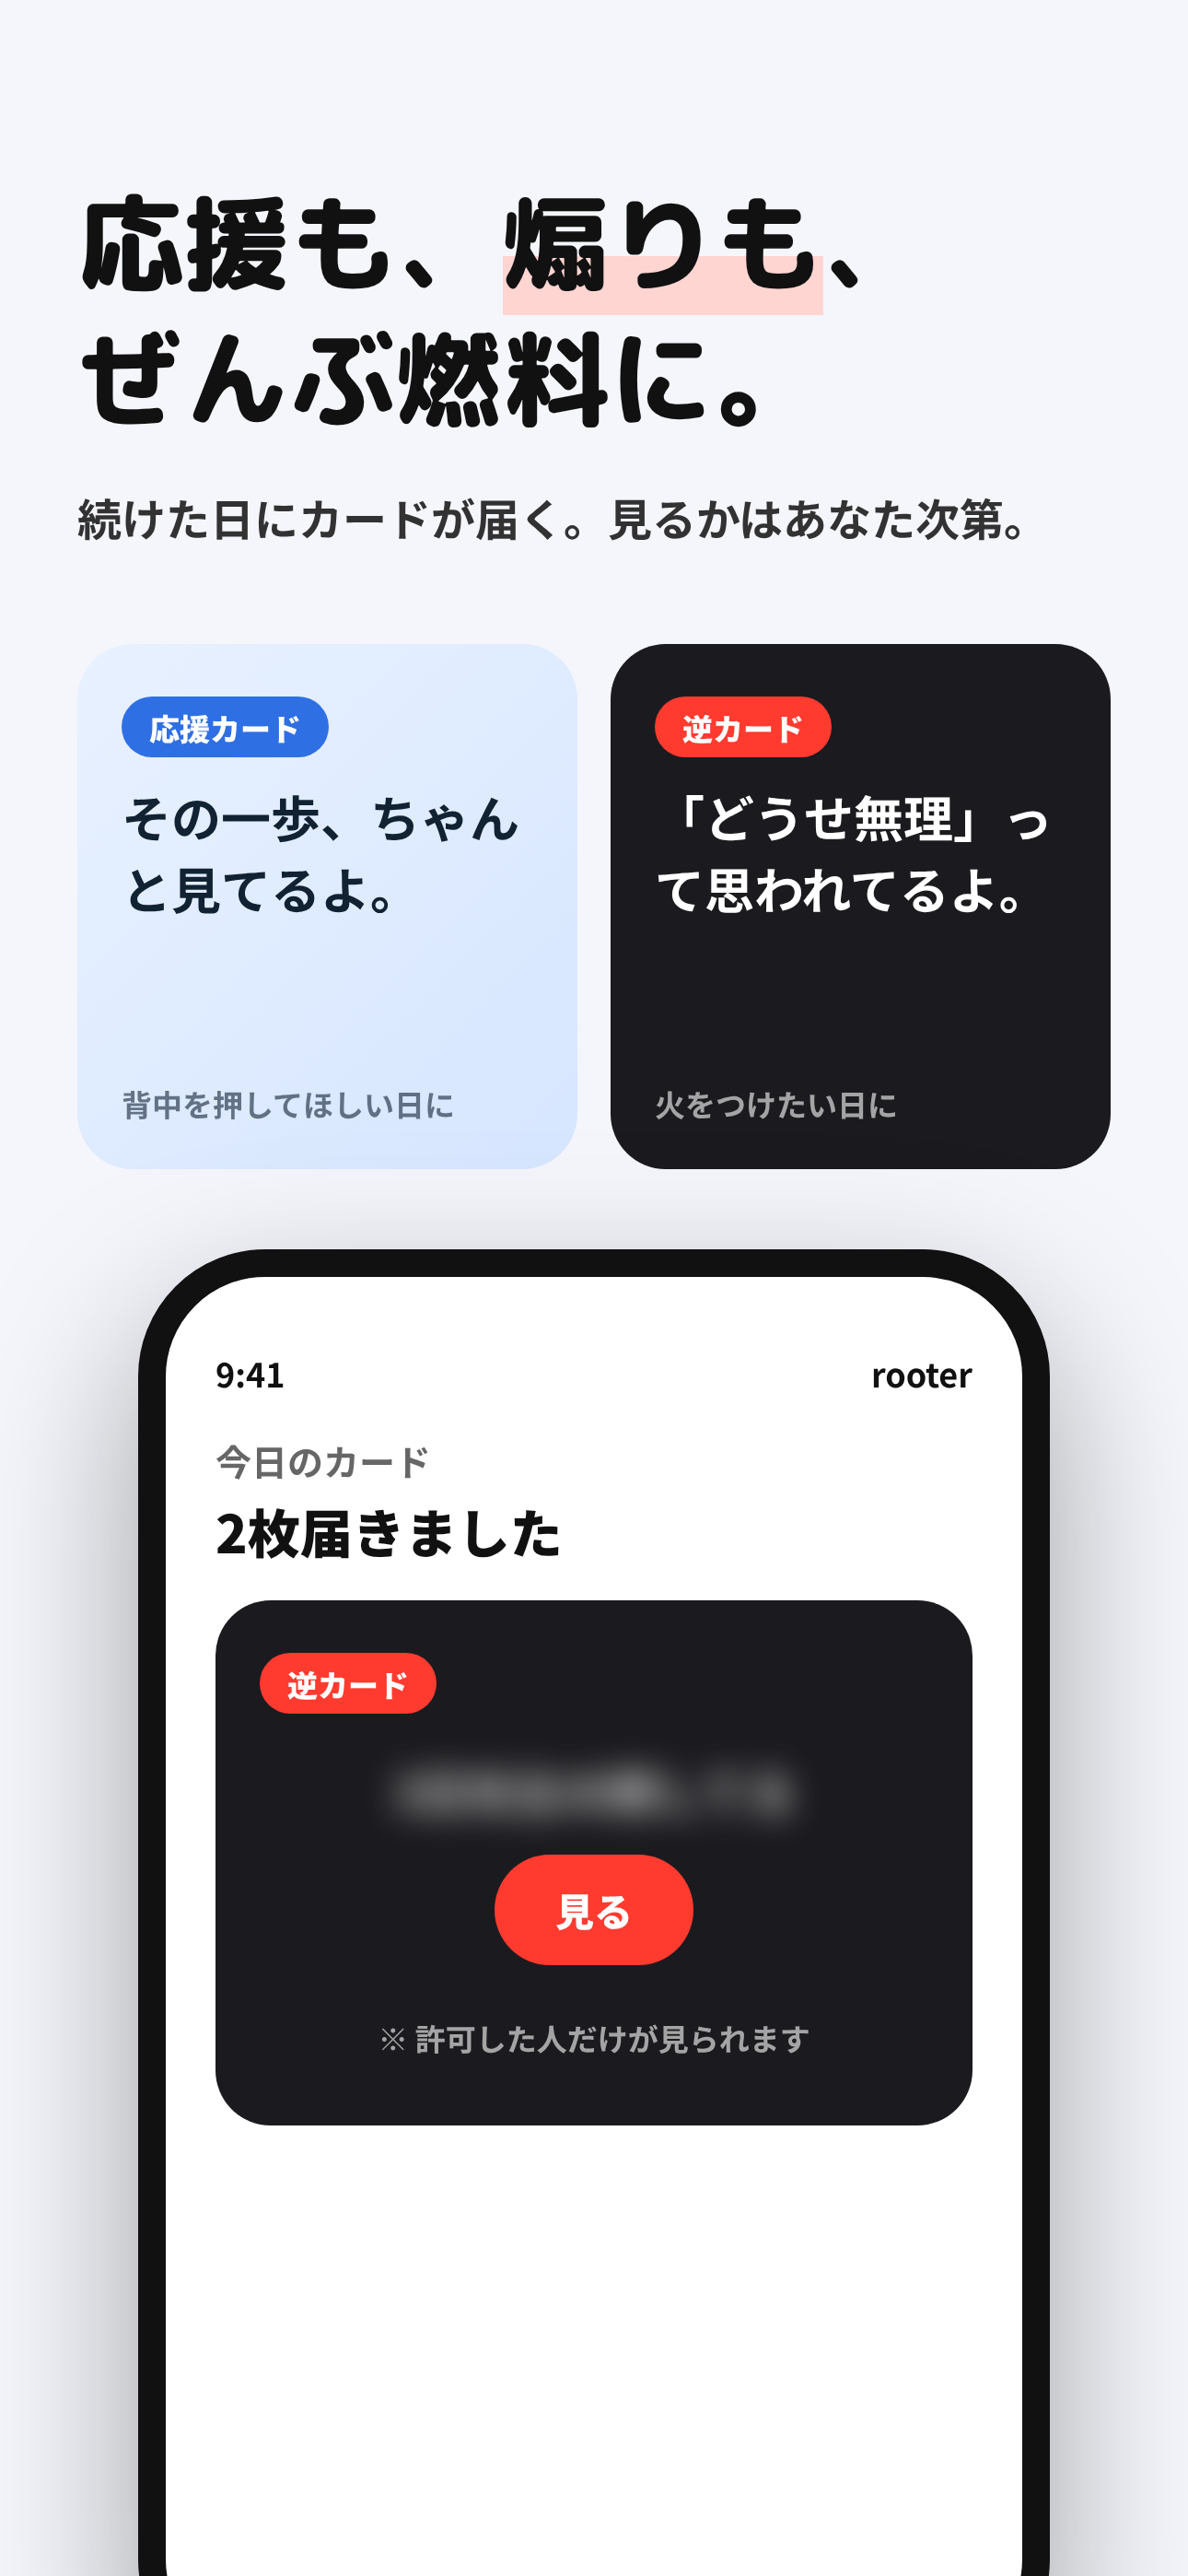 応援も、煽りも、
ぜんぶ燃料に。
続けた日にカードが届く。見るかはあなた次第。
応援カード
その一歩、ちゃん
と見てるよ。
背中を押してほしい日に
逆カード
「どうせ無理」っ
て思われてるよ。
火をつけたい日に
9:41
rooter
今日のカード
2枚届きました
逆カード
見る
※ 許可した人だけが見られます